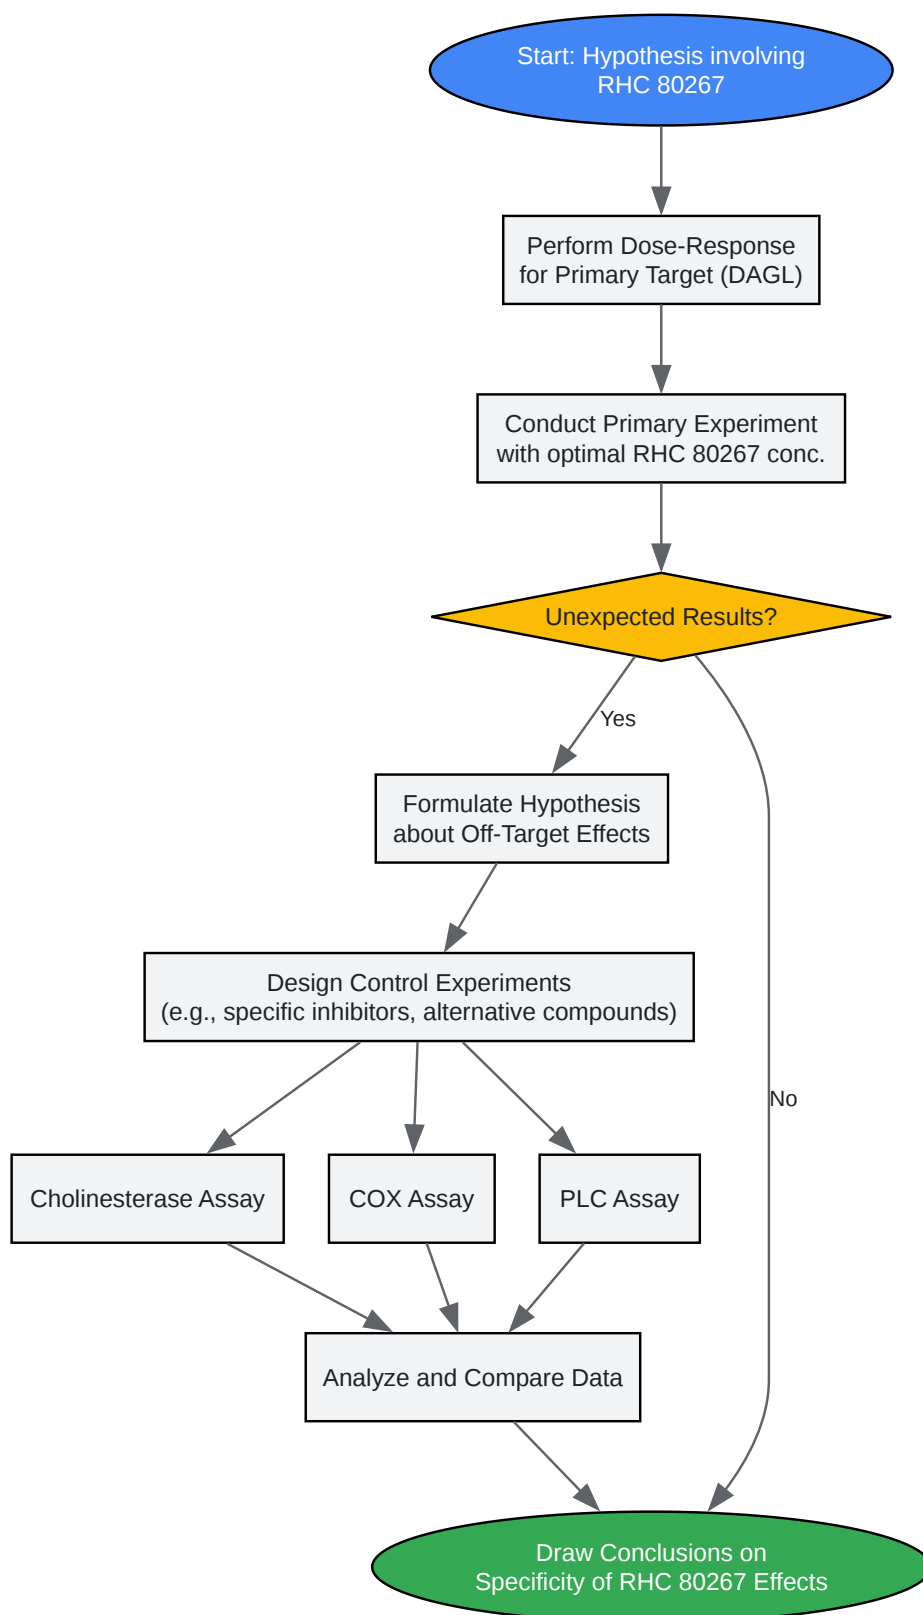 Start: Hypothesis involving
RHC 80267
Perform Dose-Response
for Primary Target (DAGL)
Conduct Primary Experiment
with optimal RHC 80267 conc.
Unexpected Results?
Yes
Formulate Hypothesis
about Off-Target Effects
Design Control Experiments
(e.g., specific inhibitors, alternative compounds)
No
Cholinesterase Assay
COX Assay
PLC Assay
Analyze and Compare Data
Draw Conclusions on
Specificity of RHC 80267 Effects